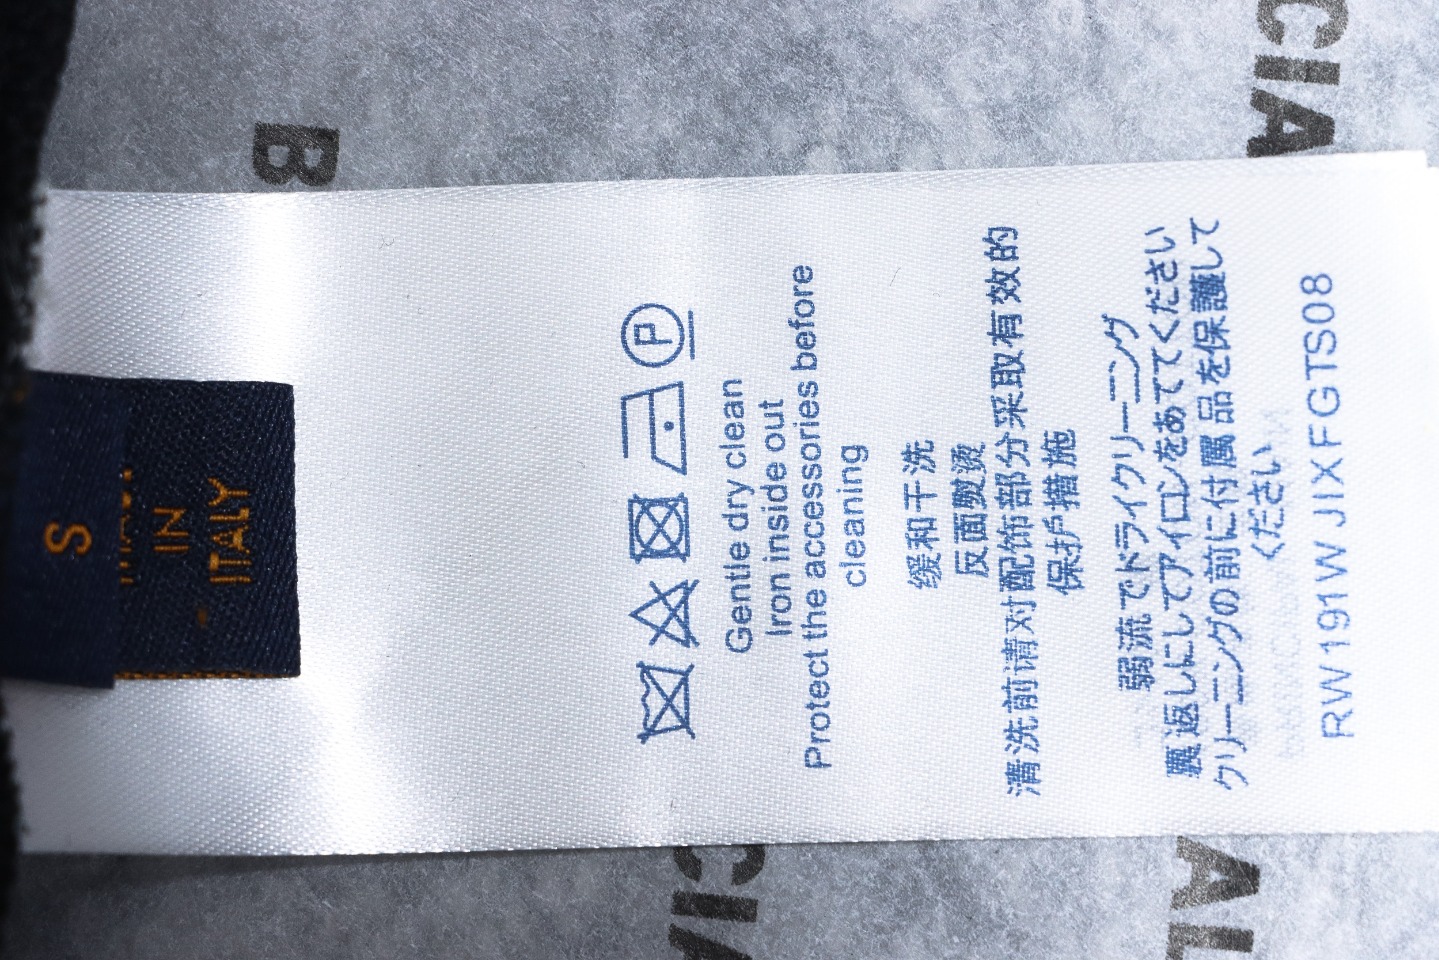 S
IN
ITALY
P
Gentle dry clean
Iron inside out
Protect the accessories before
cleaning
缓和干洗
反面熨烫
清洗前请对配饰部分采取有效的
保护措施
弱流でドライクリーニング
裏返しにしてアイロンをあててください
クリーニングの前に付属品を保護して
ください
RW191W JIX FGTS08
B
CIA
CIA
AL